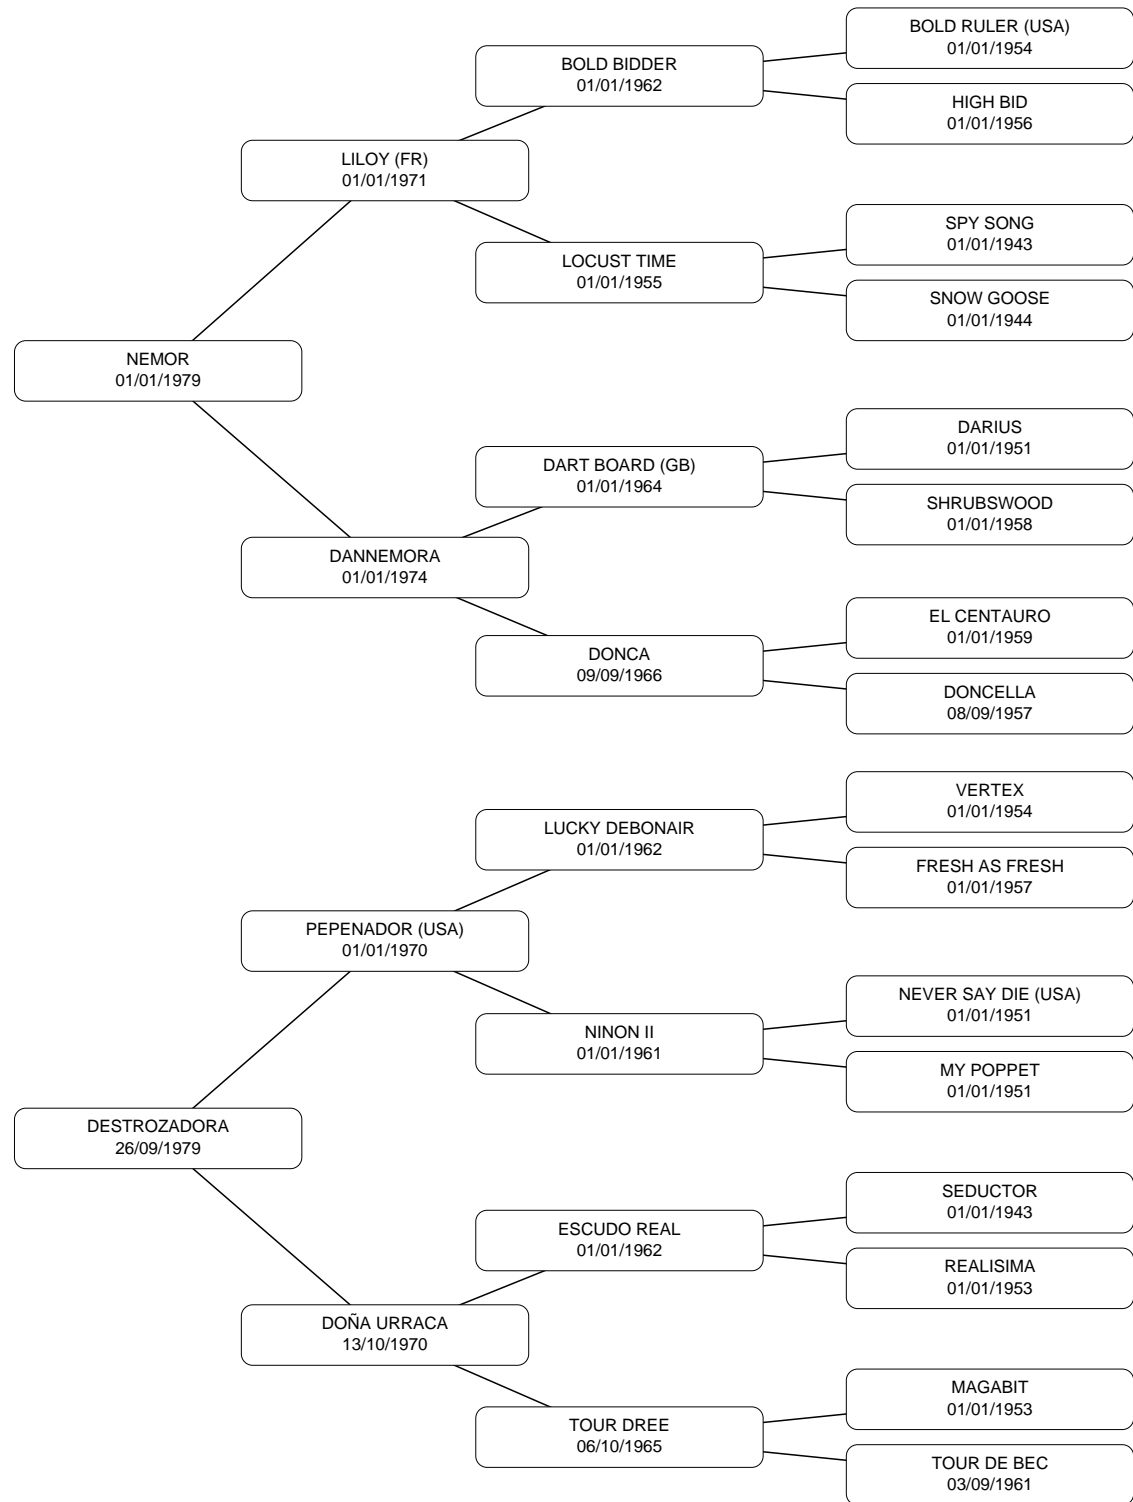 BOLD RULER (USA)
01/01/1954
BOLD BIDDER
01/01/1962
HIGH BID
01/01/1956
LILOY (FR)
01/01/1971
SPY SONG
01/01/1943
LOCUST TIME
01/01/1955
SNOW GOOSE
01/01/1944
NEMOR
01/01/1979
DARIUS
01/01/1951
DART BOARD (GB)
01/01/1964
SHRUBSWOOD
01/01/1958
DANNEMORA
01/01/1974
EL CENTAURO
01/01/1959
DONCA
09/09/1966
DONCELLA
08/09/1957
VERTEX
01/01/1954
LUCKY DEBONAIR
01/01/1962
FRESH AS FRESH
01/01/1957
PEPENADOR (USA)
01/01/1970
NEVER SAY DIE (USA)
01/01/1951
NINON II
01/01/1961
MY POPPET
01/01/1951
DESTROZADORA
26/09/1979
SEDUCTOR
01/01/1943
ESCUDO REAL
01/01/1962
REALISIMA
01/01/1953
DOÑA URRACA
13/10/1970
MAGABIT
01/01/1953
TOUR DREE
06/10/1965
TOUR DE BEC
03/09/1961